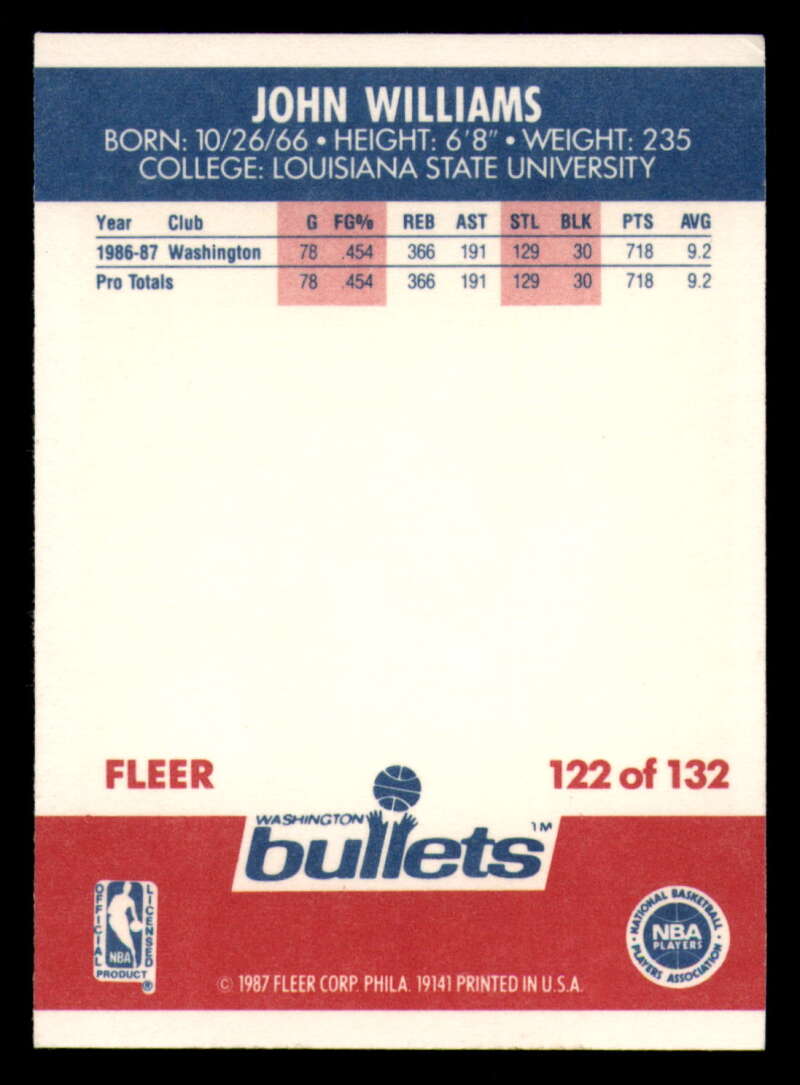 JOHN WILLIAMS
BORN: 10/26/66 • HEIGHT: 6'8" • WEIGHT: 235
COLLEGE: LOUISIANA STATE UNIVERSITY
Year Club G FG% REB AST STL BLK PTS AVG
1986-87 Washington 78 .454 366 191 129 30 718 9.2
Pro Totals 78 .454 366 191 129 30 718 9.2
FLEER 122 of 132
WASHINGTON
bullets TM
OFFICIAL LICENSED
NBA
PRODUCT ®
NATIONAL BASKETBALL
NBA
PLAYERS
PLAYERS ASSOCIATION
© 1987 FLEER CORP. PHILA. 19141 PRINTED IN U.S.A.